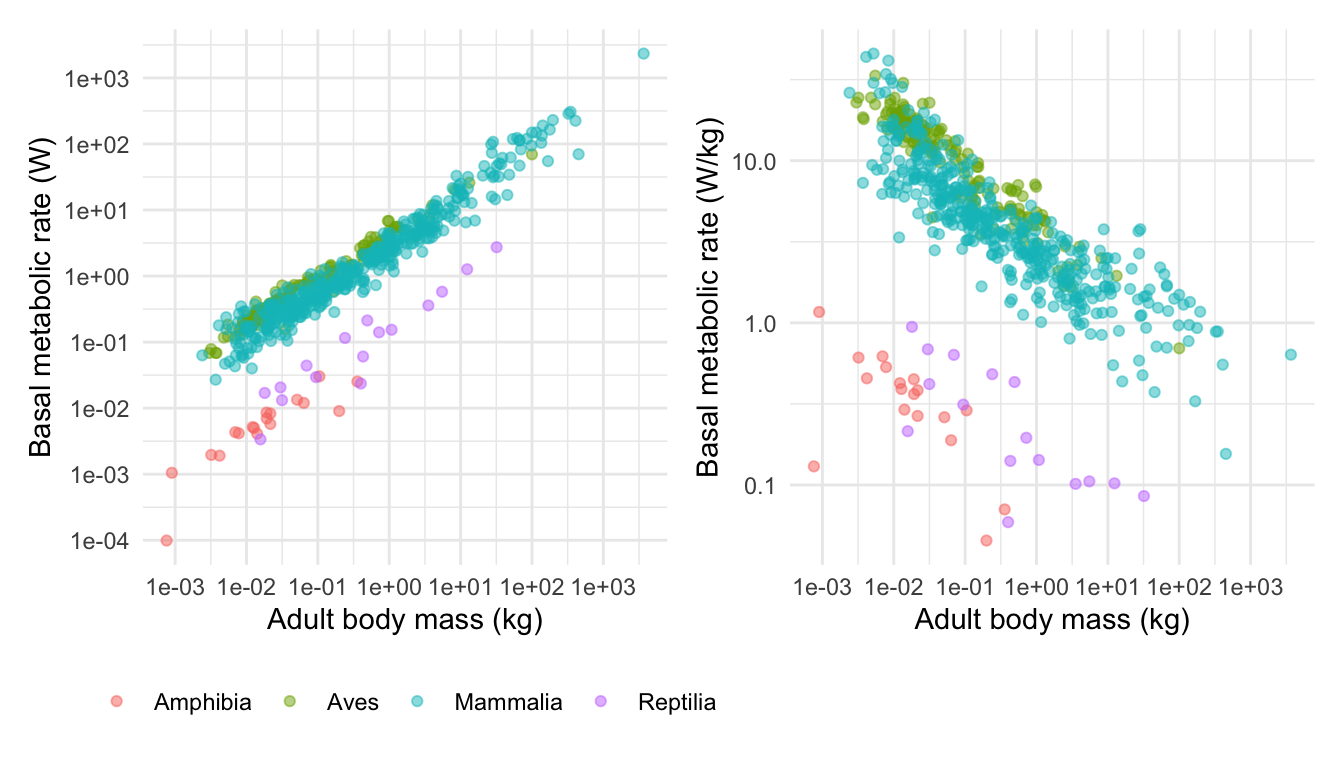 Basal metabolic rate (W)
1e+03
1e+02
1e+01
1e+00
1e-01
1e-02
1e-03
1e-04
1e-03 1e-02 1e-01 1e+00 1e+01 1e+02 1e+03
Adult body mass (kg)
Basal metabolic rate (W/kg)
10.0
1.0
0.1
1e-03 1e-02 1e-01 1e+00 1e+01 1e+02 1e+03
Adult body mass (kg)
Amphibia Aves Mammalia Reptilia